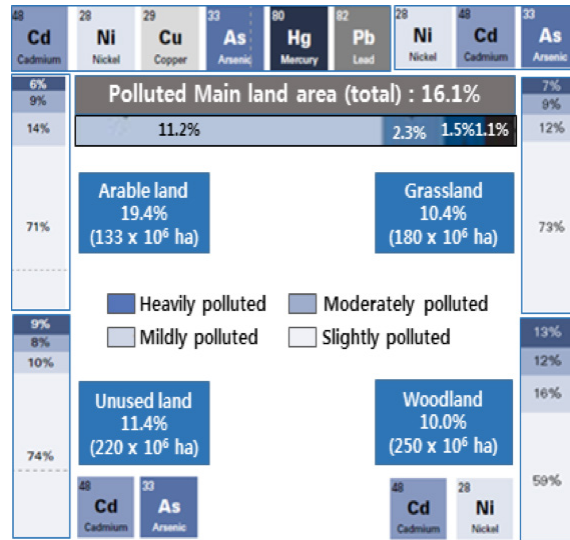 48 28 29 33 80 82 28 48 33
Cd Ni Cu As Hg Pb Ni Cd As
Cadmium Nickel Copper Arsenic Mercury Lead Nickel Cadmium Arsenic
Polluted Main land area (total) : 16.1%
11.2% 2.3% 1.5% 1.1%
6%
9%
14%
71%
7%
9%
12%
73%
Arable land
19.4%
(133 x 10⁶ ha)
Grassland
10.4%
(180 x 10⁶ ha)
Heavily polluted Moderately polluted
Mildly polluted Slightly polluted
9%
8%
10%
74%
13%
12%
16%
59%
Unused land
11.4%
(220 x 10⁶ ha)
Woodland
10.0%
(250 x 10⁶ ha)
48 33
Cd As
Cadmium Arsenic
48 28
Cd Ni
Cadmium Nickel